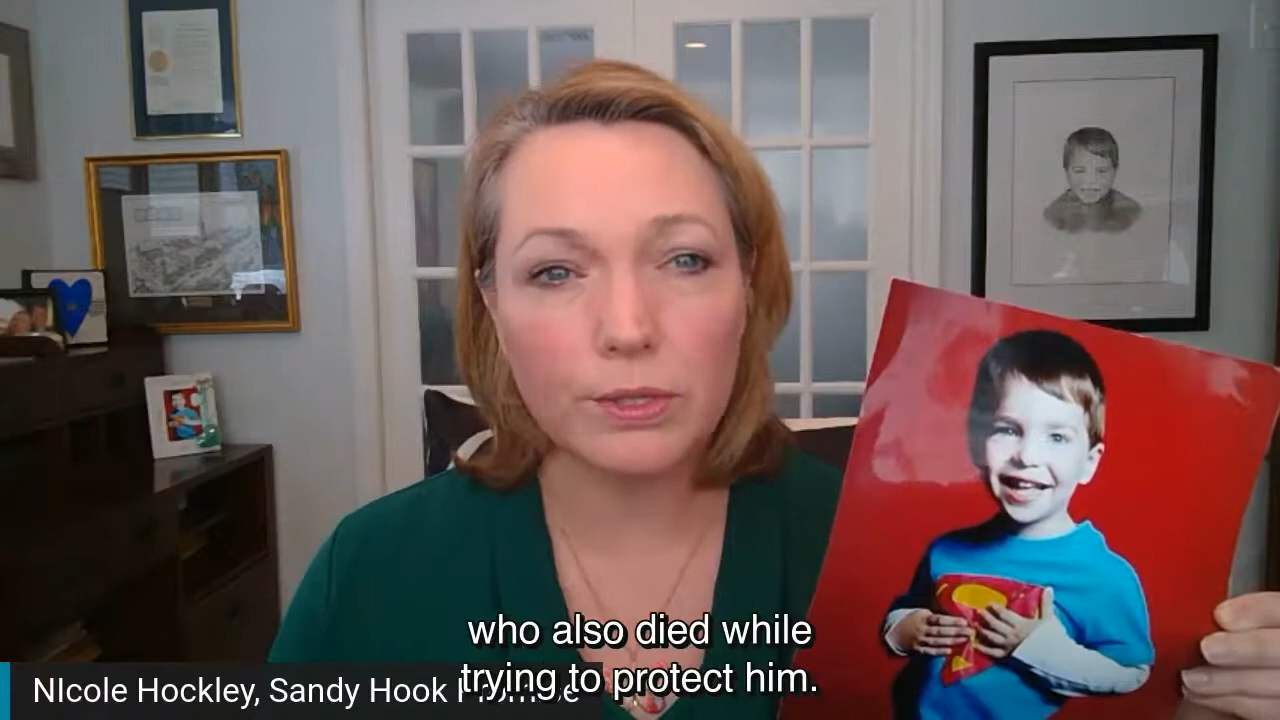 who also died while
trying to protect him.
NIcole Hockley, Sandy Hook